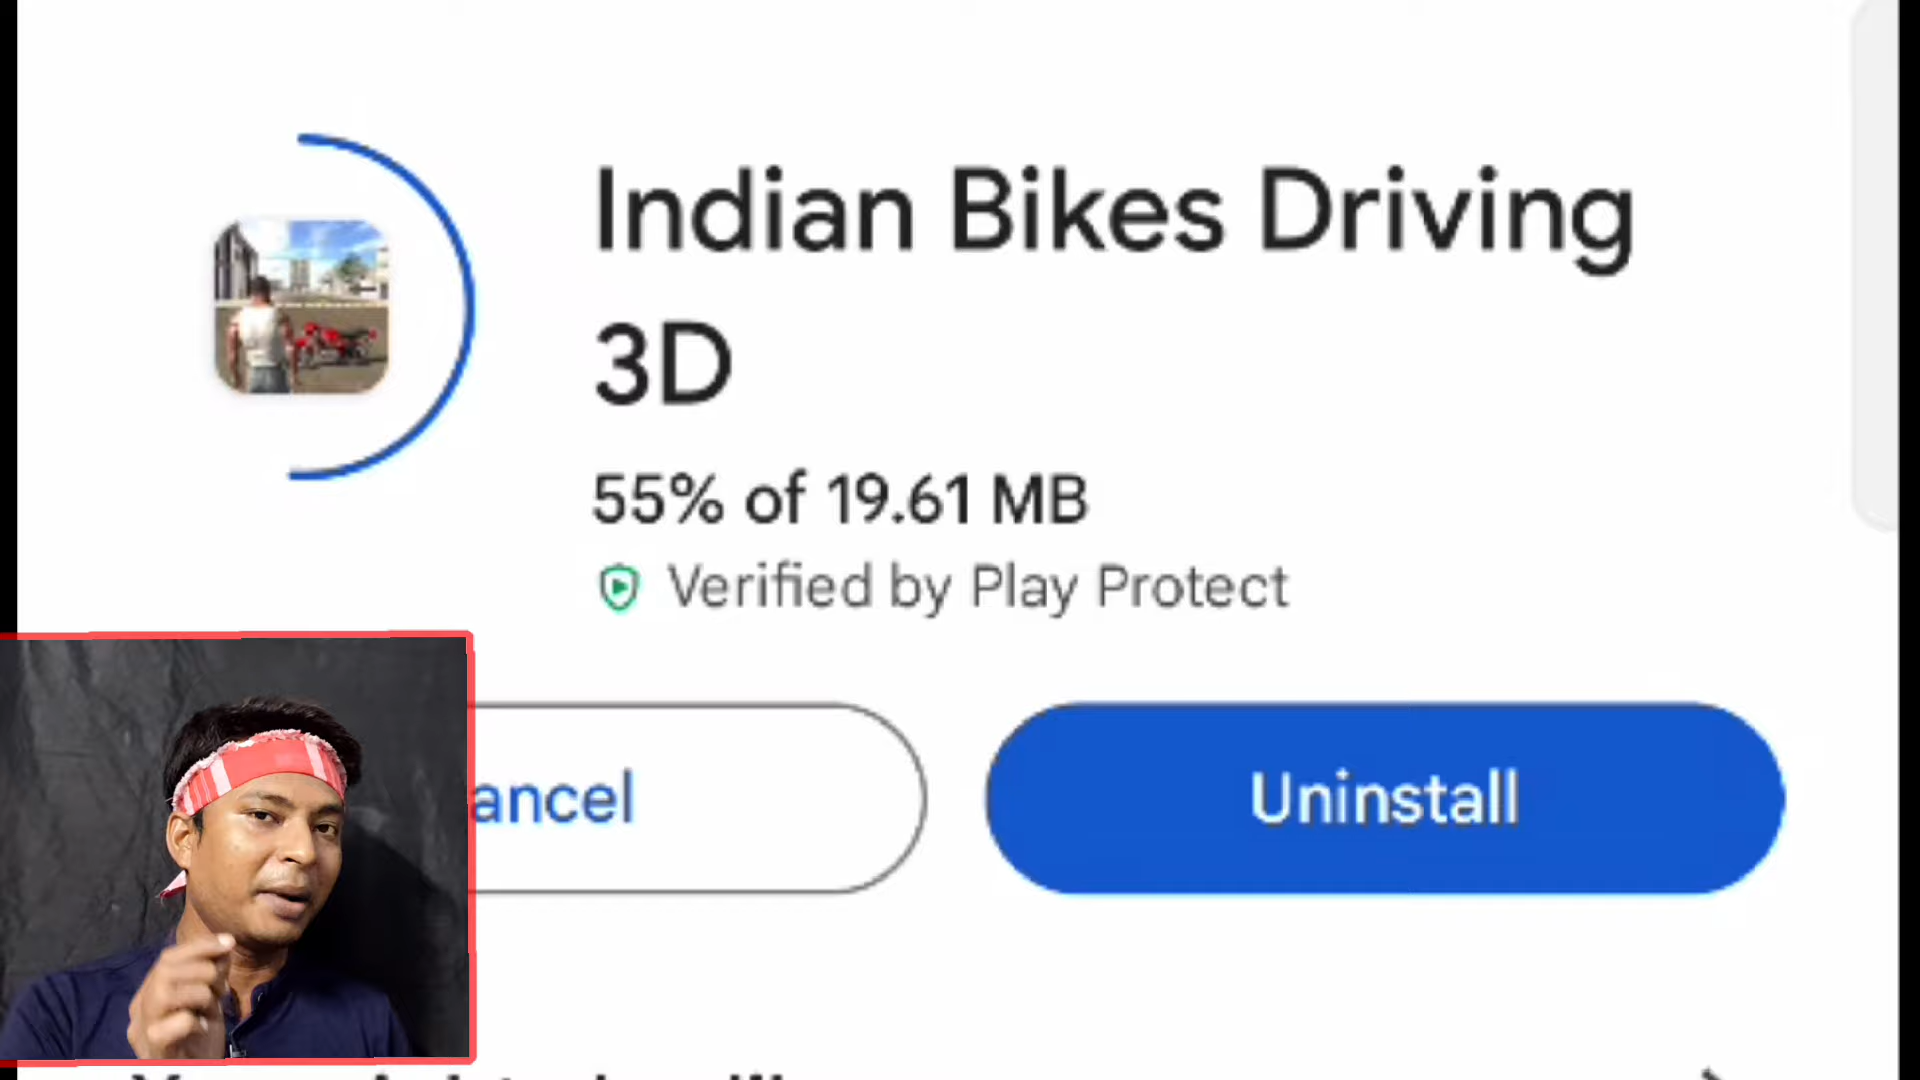 Indian Bikes Driving
3D
55% of 19.61 MB
Verified by Play Protect
ancel
Uninstall